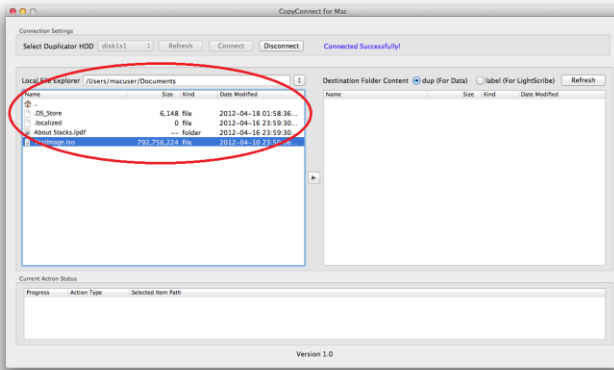 CopyConnect for Mac
Connection Settings
Select Duplicator HDD disk1s1 Refresh Connect Disconnect Connected Successfully!
Local File Explorer /Users/macuser/Documents Destination Folder Content dup (For Data) label (For LightScribe) Refresh
Name Size Kind Date Modified Name Size Kind Date Modified
..
.DS_Store 6,148 file 2012-04-18 01:58:36...
.localized 0 file 2012-04-16 23:59:30...
About Stacks.lpdf -- folder 2012-04-16 23:59:30...
792,756,224 file 2012-04-10 
Current Action Status
Progress Action Type Selected Item Path
Version 1.0